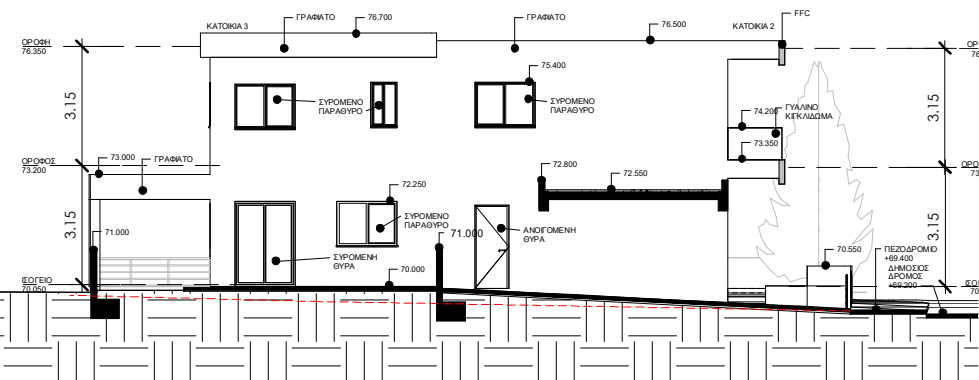 ΚΑΤΟΙΚΙΑ 3
ΓΡΑΦΙΑΤΟ
76.700
ΓΡΑΦΙΑΤΟ
76.500
ΚΑΤΟΙΚΙΑ 2
FFC
ΟΡΟΦΗ
76.350
75.400
3.15
ΣΥΡΟΜΕΝΟ
ΠΑΡΑΘΥΡΟ
ΣΥΡΟΜΕΝΟ
ΠΑΡΑΘΥΡΟ
74.200
ΓΥΑΛΙΝΟ
ΚΙΓΚΛΙΔΩΜΑ
3.15
73.350
ΟΡΟΦΟΣ
73.200
73.000
ΓΡΑΦΙΑΤΟ
72.800
72.550
72.250
3.15
71.000
ΣΥΡΟΜΕΝΟ
ΠΑΡΑΘΥΡΟ
71.000
ΑΝΟΙΓΟΜΕΝΗ
ΘΥΡΑ
3.15
ΣΥΡΟΜΕΝΗ
ΘΥΡΑ
70.000
70.550
ΠΕΖΟΔΡΟΜΙΟ
+69.400
ΔΗΜΟΣΙΟΣ
ΔΡΟΜΟΣ
+69.200
ΙΣΟΓΕΙΟ
70.050